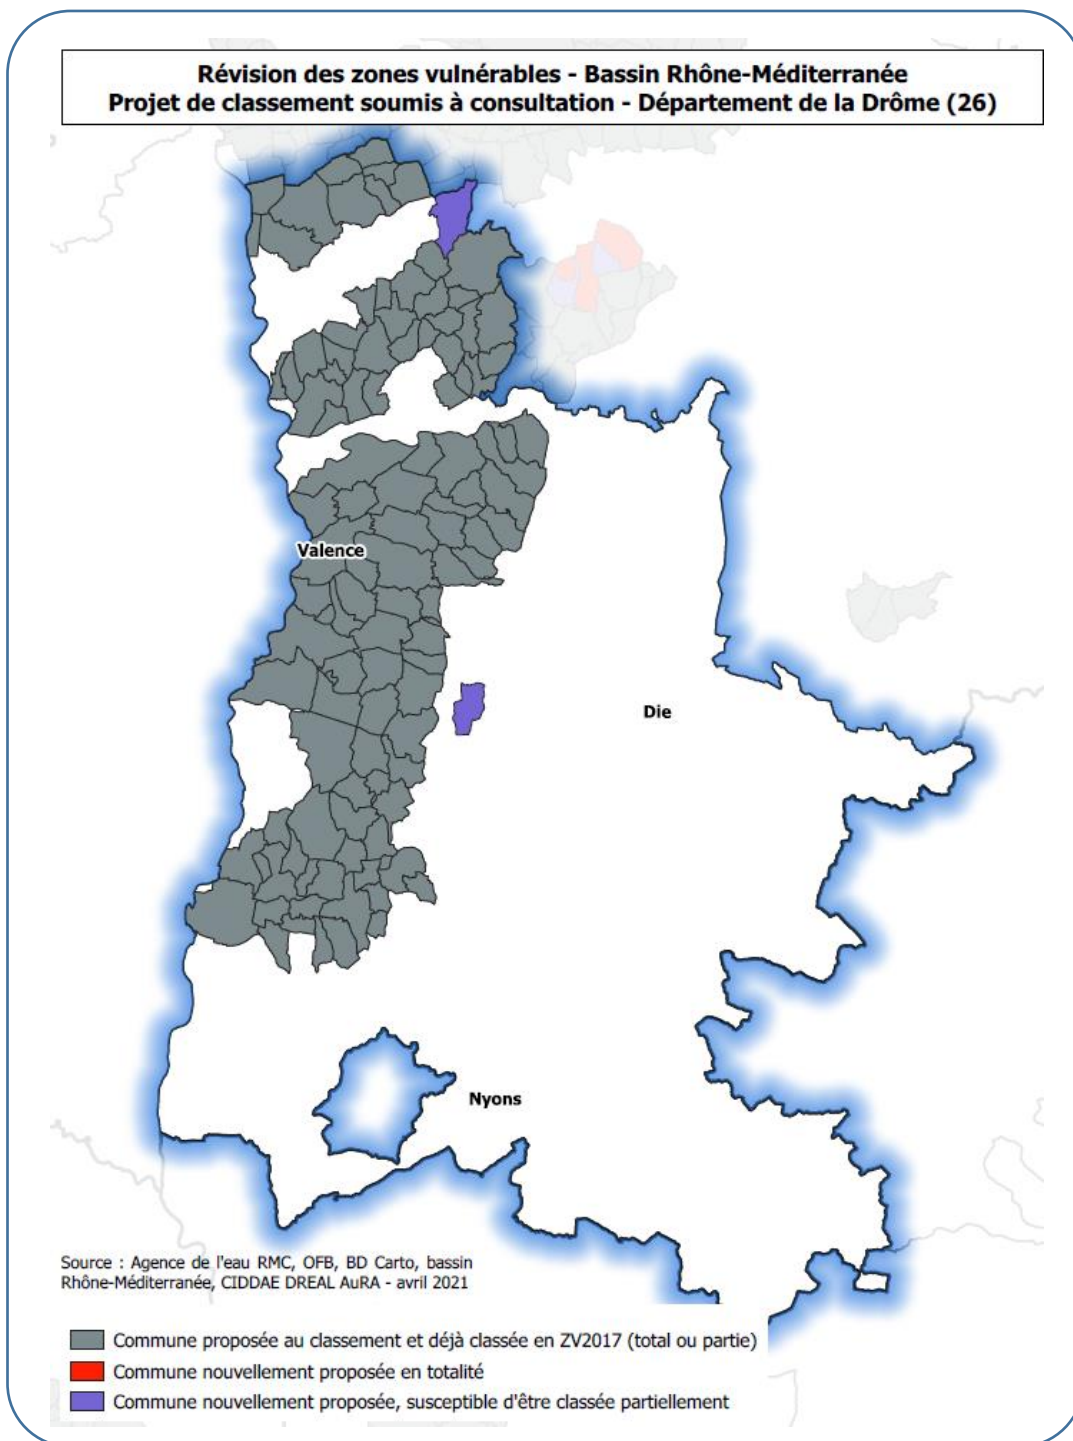 Révision des zones vulnérables - Bassin Rhône-Méditerranée
Projet de classement soumis à consultation - Département de la Drôme (26)
Valence
Die
Nyons
Source : Agence de l'eau RMC, OFB, BD Carto, bassin
Rhône-Méditerranée, CIDDAE DREAL AuRA - avril 2021
Commune proposée au classement et déjà classée en ZV2017 (total ou partie)
Commune nouvellement proposée en totalité
Commune nouvellement proposée, susceptible d'être classée partiellement